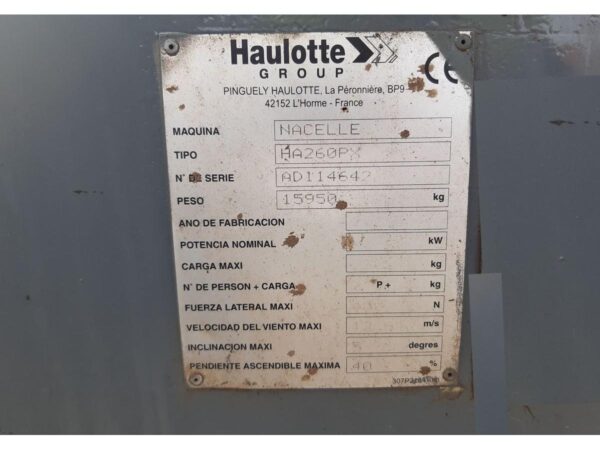 Haulotte
GROUP
CE
PINGUELY HAULOTTE, La Péronnière, BP9
42152 L'Horme - France
MAQUINA NACELLE
TIPO HA260PX
N° DE SERIE AD114642
PESO 15950 kg
ANO DE FABRICACION
POTENCIA NOMINAL kW
CARGA MAXI kg
N° DE PERSON + CARGA P + kg
FUERZA LATERAL MAXI N
VELOCIDAD DEL VIENTO MAXI m/s
INCLINACION MAXI 5 degres
PENDIENTE ASCENDIBLE MAXIMA 40 %